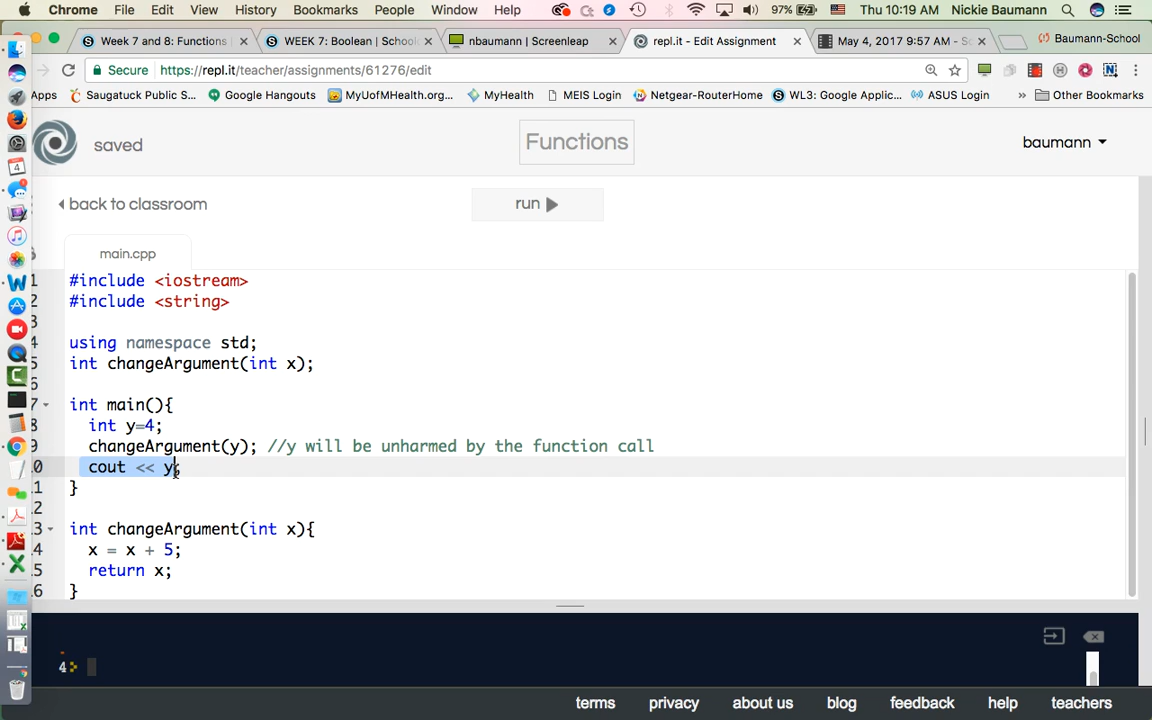 Chrome File Edit View History Bookmarks People Window Help 97% Thu 10:19 AM Nickie Baumann
Week 7 and 8: Functions | WEEK 7: Boolean | Schoo nbaumann | Screenleap repl.it - Edit Assignment May 4, 2017 9:57 AM - Sc Baumann-School
Secure https://repl.it/teacher/assignments/61276/edit
Apps Saugatuck Public S... Google Hangouts MyUofMHealth.org... MyHealth MEIS Login Netgear-RouterHome WL3: Google Applic... ASUS Login » Other Bookmarks
saved Functions baumann
back to classroom run
main.cpp
1 #include <iostream>
2 #include <string>
3
4 using namespace std;
5 int changeArgument(int x);
6
7 int main(){
8 int y=4;
9 changeArgument(y); //y will be unharmed by the function call
0 cout << y;
11 }
12
13 int changeArgument(int x){
14 x = x + 5;
15 return x;
16 }
4>
terms privacy about us blog feedback help teachers